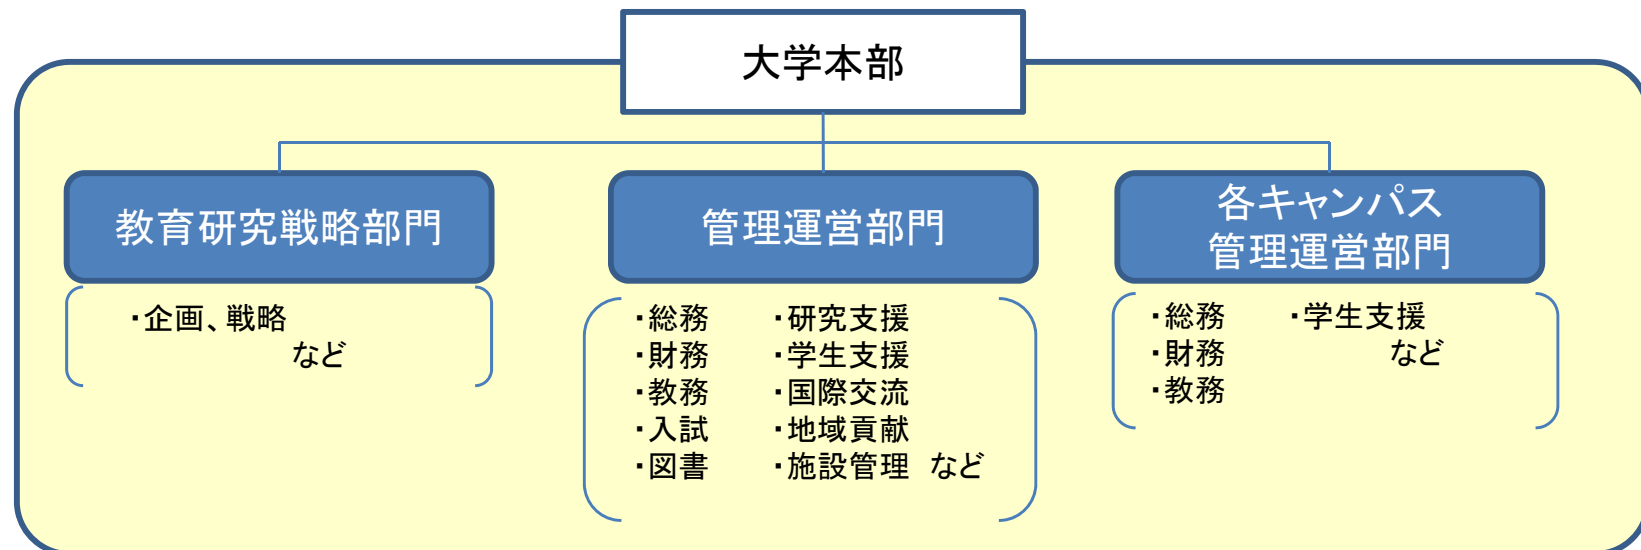 大学本部
教育研究戦略部門
・企画、戦略
など
管理運営部門
・総務　・研究支援
・財務　・学生支援
・教務　・国際交流
・入試　・地域貢献
・図書　・施設管理　など
各キャンパス
管理運営部門
・総務　・学生支援
・財務　など
・教務